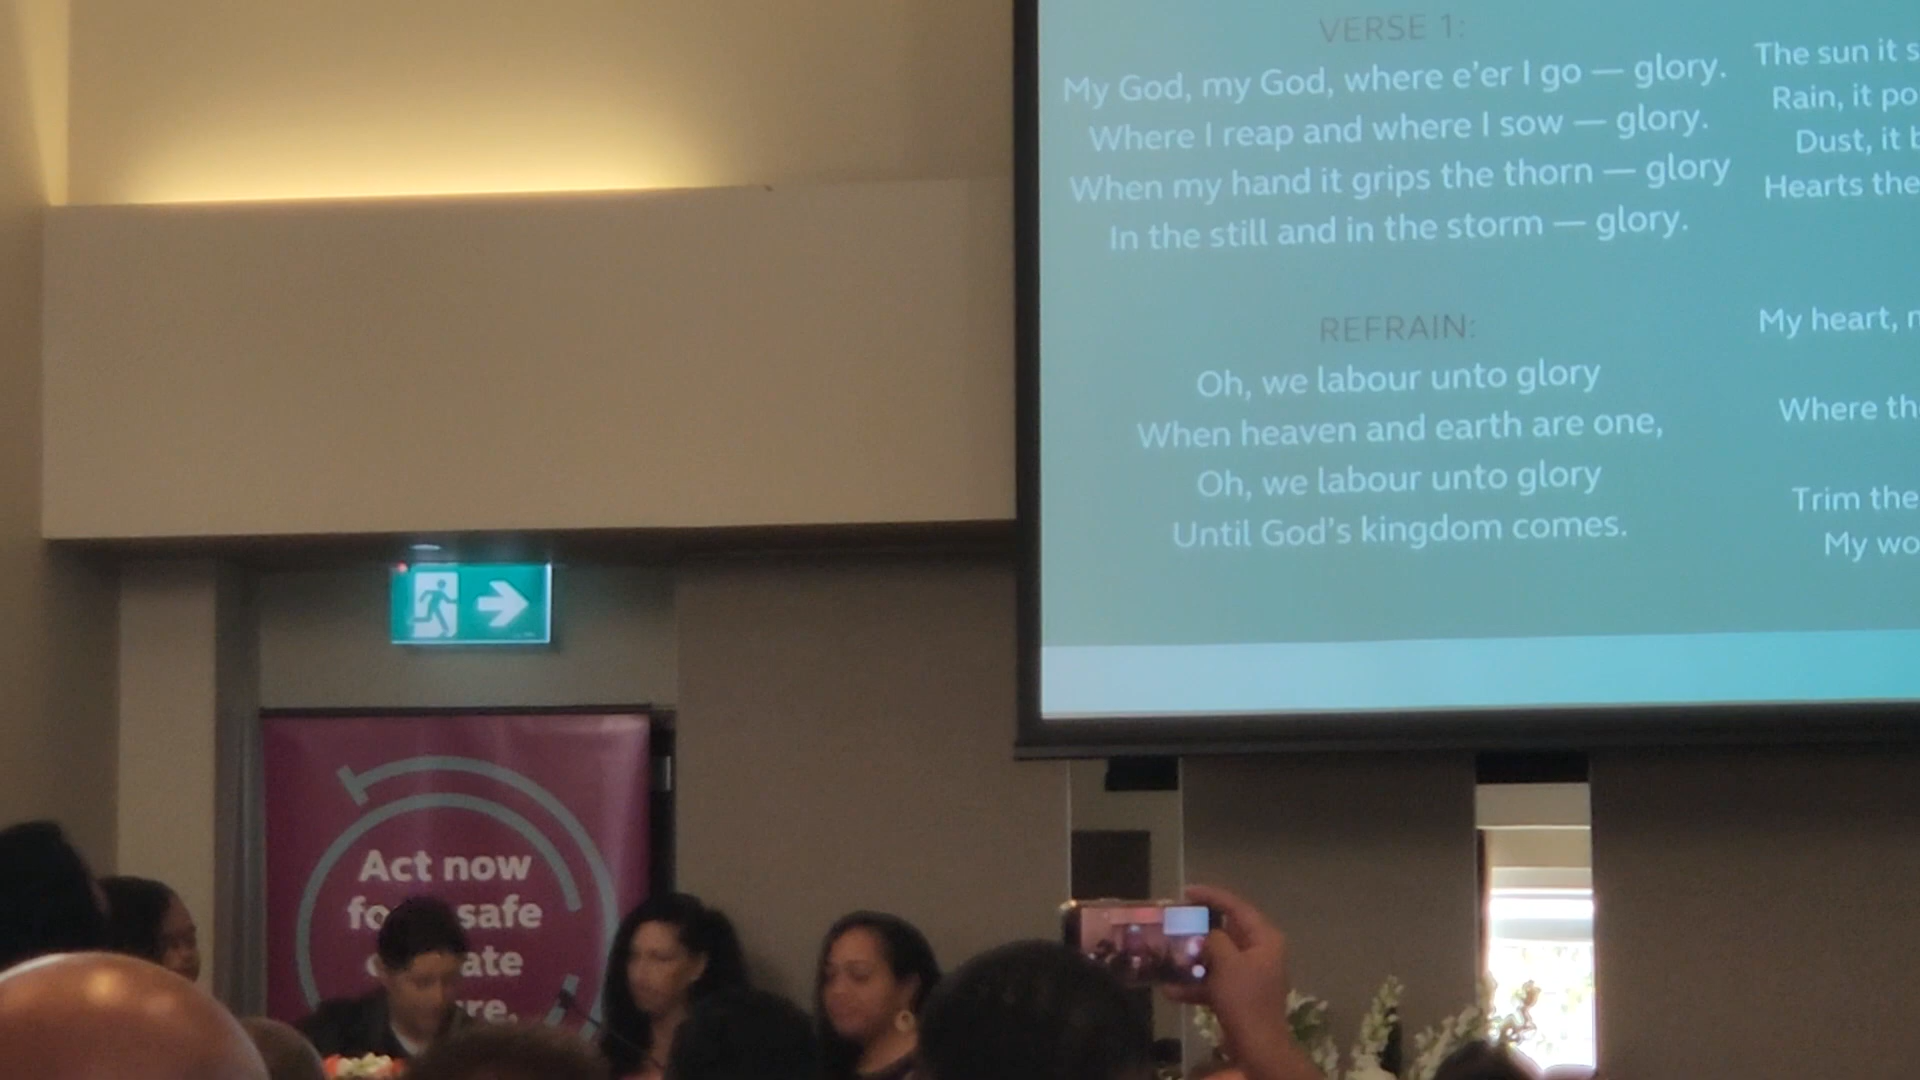 VERSE 1:
My God, my God, where e'er I go — glory.
Where I reap and where I sow — glory.
When my hand it grips the thorn — glory
In the still and in the storm — glory.
REFRAIN:
Oh, we labour unto glory
When heaven and earth are one,
Oh, we labour unto glory
Until God's kingdom comes.
The sun it s
Rain, it po
Dust, it b
Hearts the
My heart,
Where th
Trim the
My wo
Act now
safe